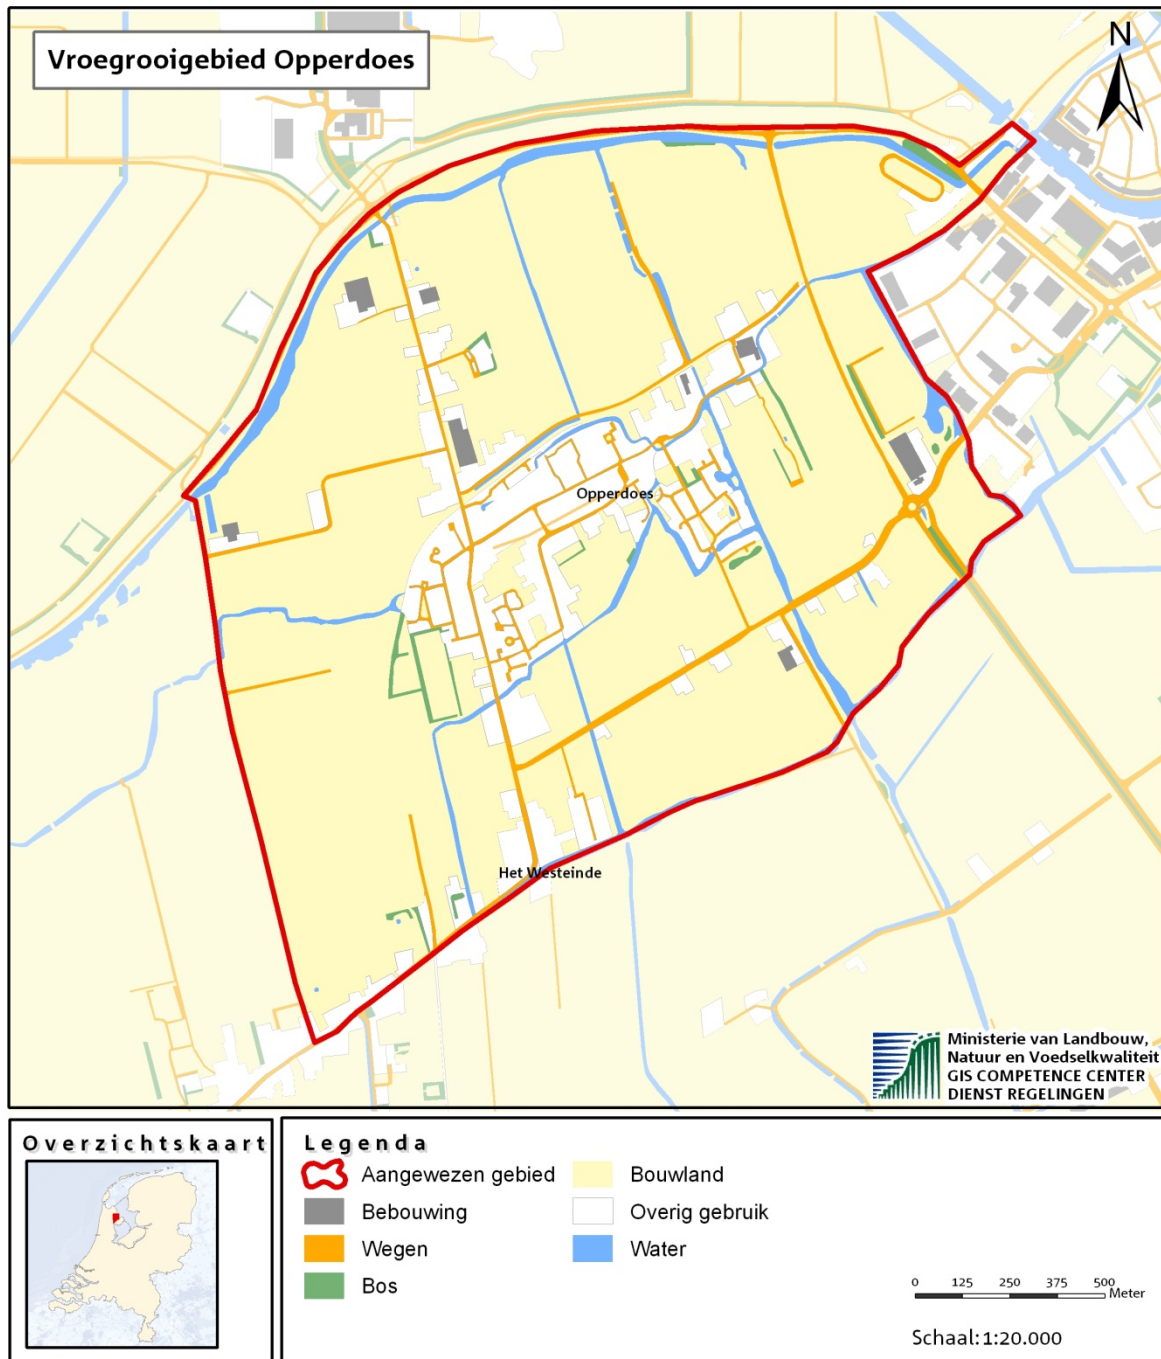 Vroegrooigebied Opperdoes
N
Opperdoes
Het Westeinde
Ministerie van Landbouw,
Natuur en Voedselkwaliteit
GIS COMPETENCE CENTER
DIENST REGELINGEN
Overzichtskaart
Legenda
Aangewezen gebied
Bebouwing
Wegen
Bos
Bouwland
Overig gebruik
Water
0 125 250 375 500
Meter
Schaal:1:20.000